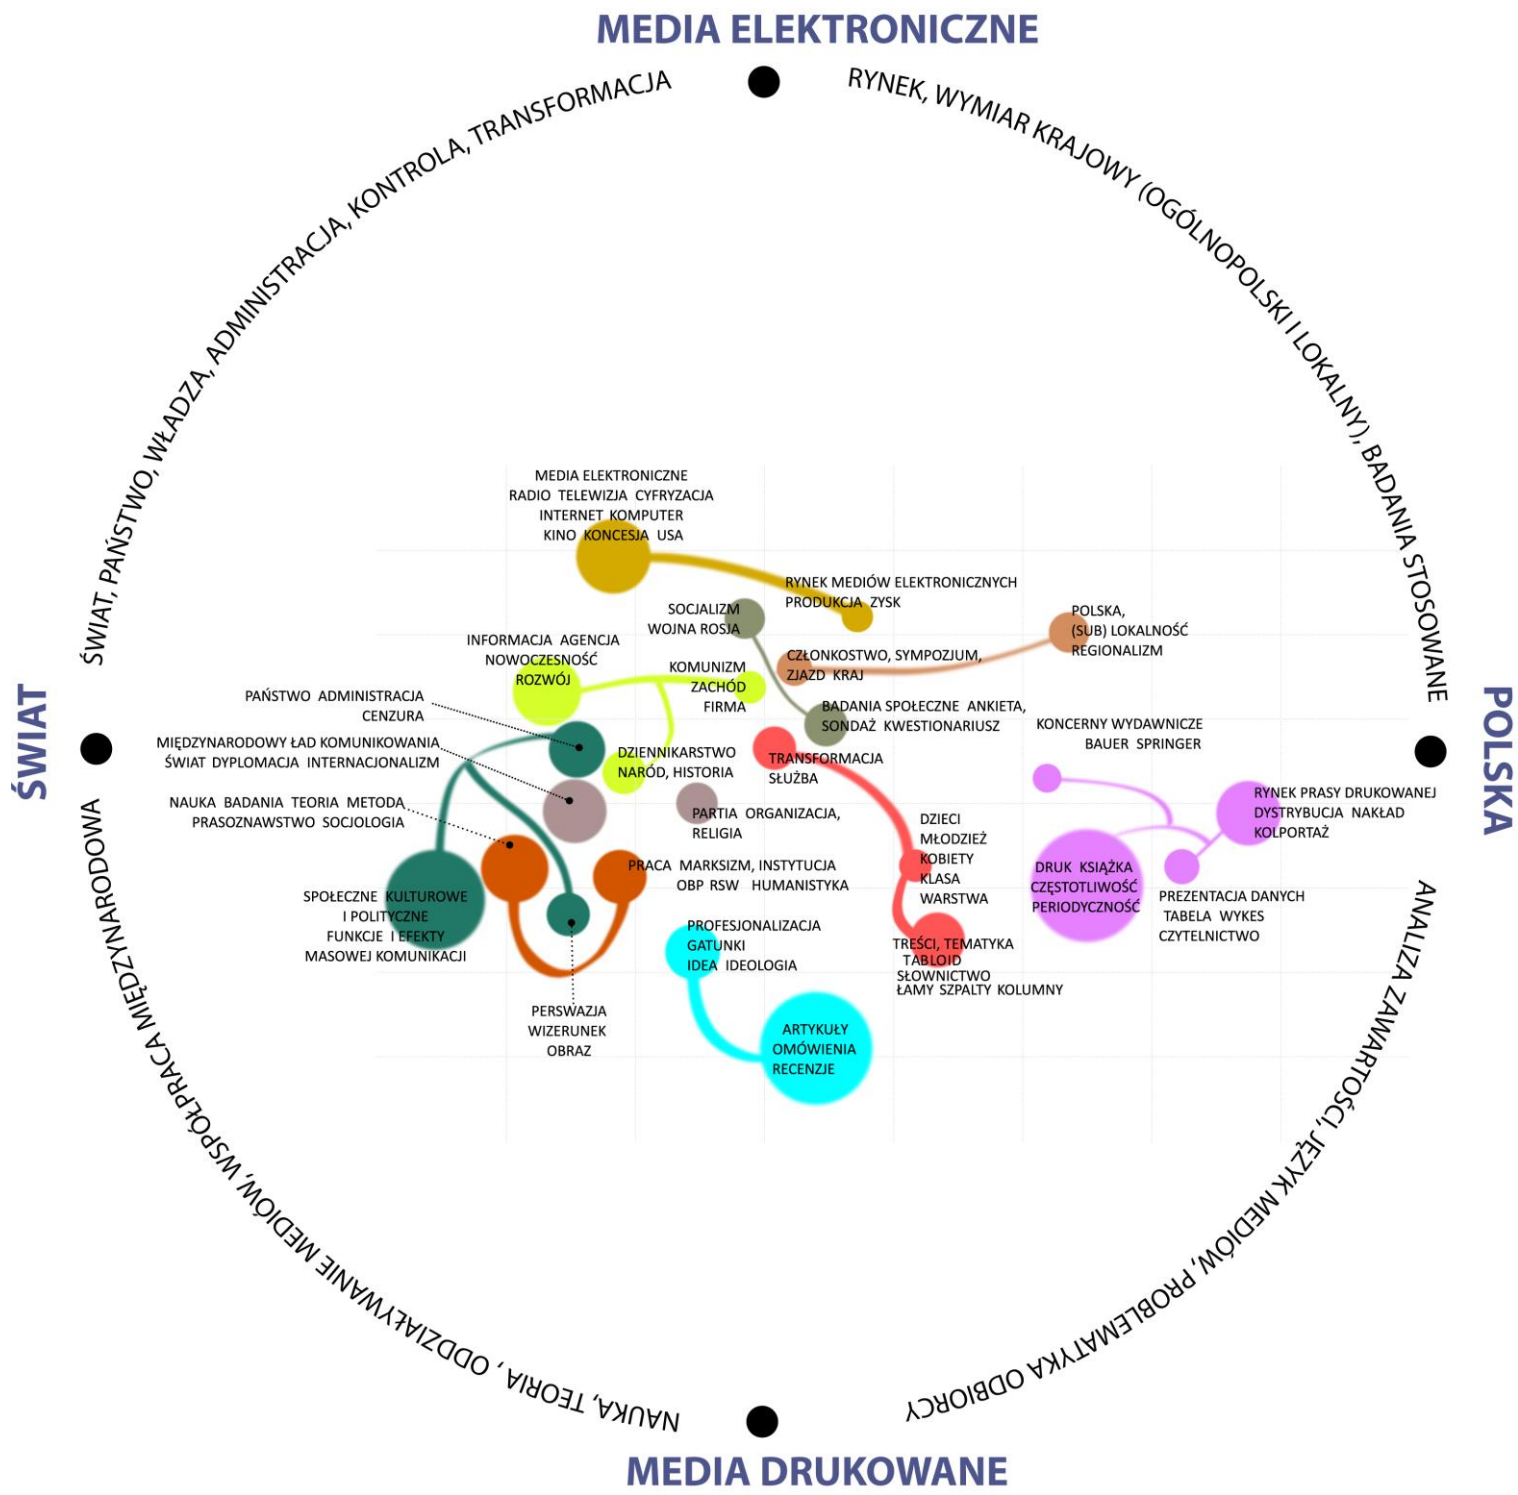 MEDIA ELEKTRONICZNE
ŚWIAT, PAŃSTWO, WŁADZA, ADMINISTRACJA, KONTROLA, TRANSFORMACJA
RYNEK, WYMIAR KRAJOWY (OGÓLNOPOLSKI I LOKALNY), BADANIA STOSOWANE
ŚWIAT
POLSKA
MEDIA ELEKTRONICZNE
RADIO TELEWIZJA CYFRYZACJA
INTERNET KOMPUTER
KINO KONCESJA USA
RYNEK MEDIÓW ELEKTRONICZNYCH
PRODUKCJA ZYSK
SOCJALIZM
WOJNA ROSJA
POLSKA,
(SUB) LOKALNOŚĆ
REGIONALIZM
INFORMACJA AGENCJA
NOWOCZESNOŚĆ
ROZWÓJ
KOMUNIZM
ZACHÓD
FIRMA
CZŁONKOSTWO, SYMPOZJUM,
ZJAZD KRAJ
PAŃSTWO ADMINISTRACJA
CENZURA
BADANIA SPOŁECZNE ANKIETA,
SONDAŻ KWESTIONARIUSZ
KONCERNY WYDAWNICZE
BAUER SPRINGER
MIĘDZYNARODOWY ŁAD KOMUNIKOWANIA
ŚWIAT DYPLOMACJA INTERNACJONALIZM
DZIENNIKARSTWO
NARÓD, HISTORIA
TRANSFORMACJA
SŁUŻBA
NAUKA BADANIA TEORIA METODA
PRASOZNAWSTWO SOCJOLOGIA
PARTIA ORGANIZACJA,
RELIGIA
DZIECI
MŁODZIEŻ
KOBIETY
KLASA
WARSTWA
RYNEK PRASY DRUKOWANEJ
DYSTRYBUCJA NAKŁAD
KOLPORTAŻ
PRACA MARKSIZM, INSTYTUCJA
OBP RSW HUMANISTYKA
DRUK KSIĄŻKA
CZĘSTOTLIWOŚĆ
PERIODYCZNOŚĆ
PREZENTACJA DANYCH
TABELA WYKES
CZYTELNICTWO
SPOŁECZNE KULTUROWE
I POLITYCZNE
FUNKCJE I EFEKTY
MASOWEJ KOMUNIKACJI
PROFESJONALIZACJA
GATUNKI
IDEA IDEOLOGIA
TREŚCI, TEMATYKA
TABLOID
SŁOWNICTWO
ŁAMY SZPALTY KOLUMNY
PERSWAZJA
WIZERUNEK
OBRAZ
ARTYKUŁY
OMÓWIENIA
RECENZJE
NAUKA, TEORIA , ODDZIAŁYWANIE MEDIÓW, WSPÓŁPRACA MIĘDZYNARODOWA
ANALIZA ZAWARTOŚCI, JĘZYK MEDIÓW, PROBLEMATYKA ODBIORCY
MEDIA DRUKOWANE